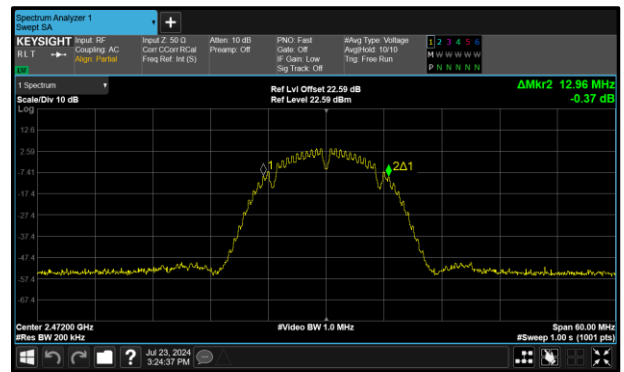 Spectrum Analyzer 1
Swept SA
+
KEYSIGHT
RLT
LW
Input: RF
Coupling: AC
Align: Partial
Input Z: 50 Ω
Corr CCorr RCal
Freq Ref: Int (S)
Atten: 10 dB
Preamp: Off
PNO: Fast
Gate: Off
IF Gain: Low
Sig Track: Off
#Avg Type: Voltage
Avg|Hold: 10/10
Trig: Free Run
1 2 3 4 5 6
M W W W W W
P N N N N N
1 Spectrum
Scale/Div 10 dB
Log
Ref Lvl Offset 22.59 dB
Ref Level 22.59 dBm
ΔMkr2 12.96 MHz
-0.37 dB
12.6
2.59
-7.41
-17.4
-27.4
-37.4
-47.4
-57.4
-67.4
1
2Δ1
Center 2.47200 GHz
#Res BW 200 kHz
#Video BW 1.0 MHz
Span 60.00 MHz
#Sweep 1.00 s (1001 pts)
?
Jul 23, 2024
3:24:37 PM